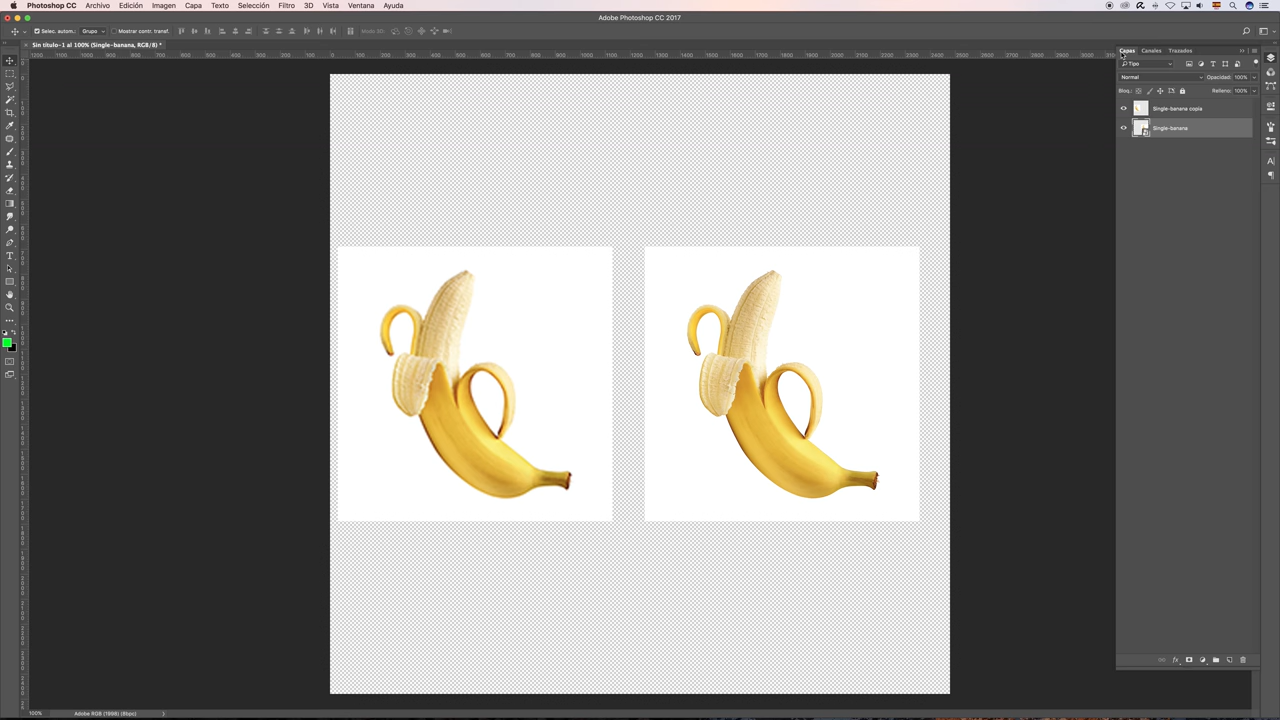 Photoshop CC Archivo Edición Imagen Capa Texto Selección Filtro 3D Vista Ventana Ayuda
Adobe Photoshop CC 2017
Selec. autom.: Grupo Mostrar contr. transf. Modo 3D:
Sin título-1 al 100% (Single-banana, RGB/8) *
Capas Canales Trazados
Tipo
Normal Opacidad: 100%
Bloq.: Relleno: 100%
Single-banana copia
Single-banana
100% Adobe RGB (1998) (8bpc)